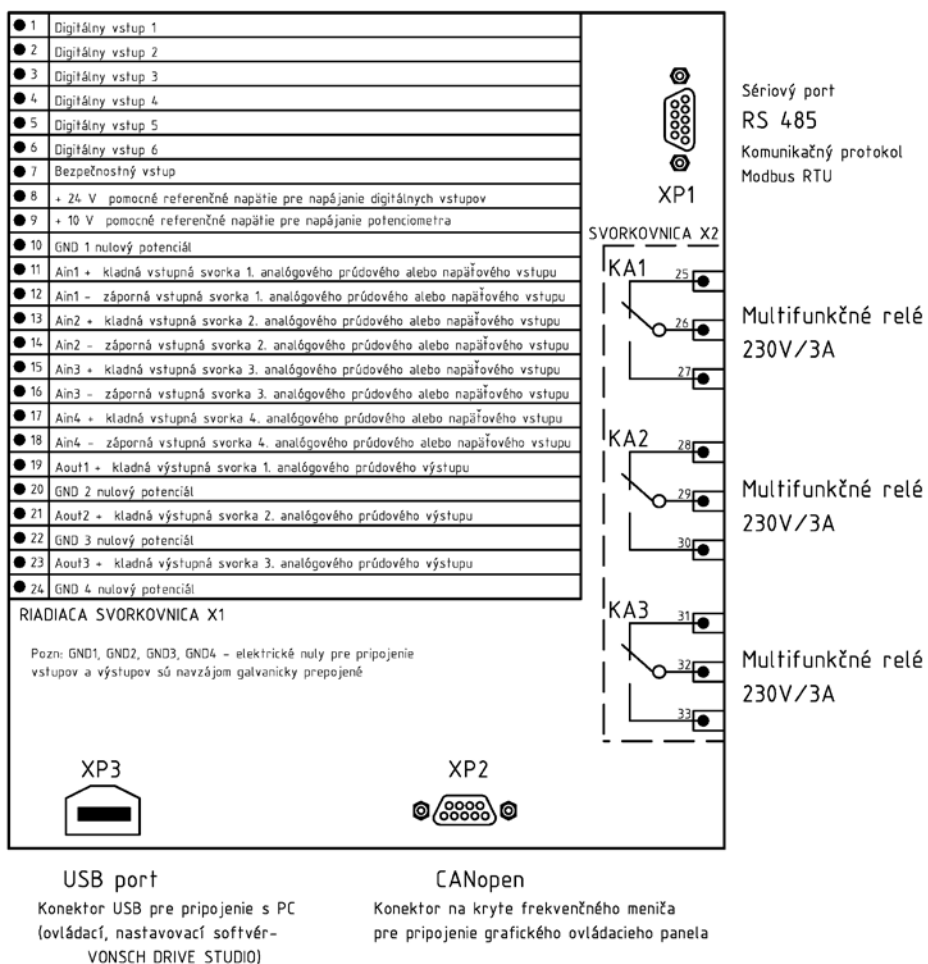 1 Digitálny vstup 1
2 Digitálny vstup 2
3 Digitálny vstup 3
4 Digitálny vstup 4
5 Digitálny vstup 5
6 Digitálny vstup 6
7 Bezpečnostný vstup
8 + 24 V pomocné referenčné napätie pre napájanie digitálnych vstupov
9 + 10 V pomocné referenčné napätie pre napájanie potenciometra
10 GND 1 nulový potenciál
11 Ain1 + kladná vstupná svorka 1. analógového prúdového alebo napäťového vstupu
12 Ain1 - záporná vstupná svorka 1. analógového prúdového alebo napäťového vstupu
13 Ain2 + kladná vstupná svorka 2. analógového prúdového alebo napäťového vstupu
14 Ain2 - záporná vstupná svorka 2. analógového prúdového alebo napäťového vstupu
15 Ain3 + kladná vstupná svorka 3. analógového prúdového alebo napäťového vstupu
16 Ain3 - záporná vstupná svorka 3. analógového prúdového alebo napäťového vstupu
17 Ain4 + kladná vstupná svorka 4. analógového prúdového alebo napäťového vstupu
18 Ain4 - záporná vstupná svorka 4. analógového prúdového alebo napäťového vstupu
19 Aout1 + kladná výstupná svorka 1. analógového prúdového výstupu
20 GND 2 nulový potenciál
21 Aout2 + kladná výstupná svorka 2. analógového prúdového výstupu
22 GND 3 nulový potenciál
23 Aout3 + kladná výstupná svorka 3. analógového prúdového výstupu
24 GND 4 nulový potenciál
RIADIACA SVORKOVNICA X1
Pozn: GND1, GND2, GND3, GND4 - elektrické nuly pre pripojenie
vstupov a výstupov sú navzájom galvanicky prepojené
XP1
Sériový port
RS 485
Komunikačný protokol
Modbus RTU
SVORKOVNICA X2
KA1
25
26
27
Multifunkčné relé
230V/3A
KA2
28
29
30
Multifunkčné relé
230V/3A
KA3
31
32
33
Multifunkčné relé
230V/3A
XP3
USB port
Konektor USB pre pripojenie s PC
(ovládací, nastavovací softvér-
VONSCH DRIVE STUDIO)
XP2
CANopen
Konektor na kryte frekvenčného meniča
pre pripojenie grafického ovládacieho panela